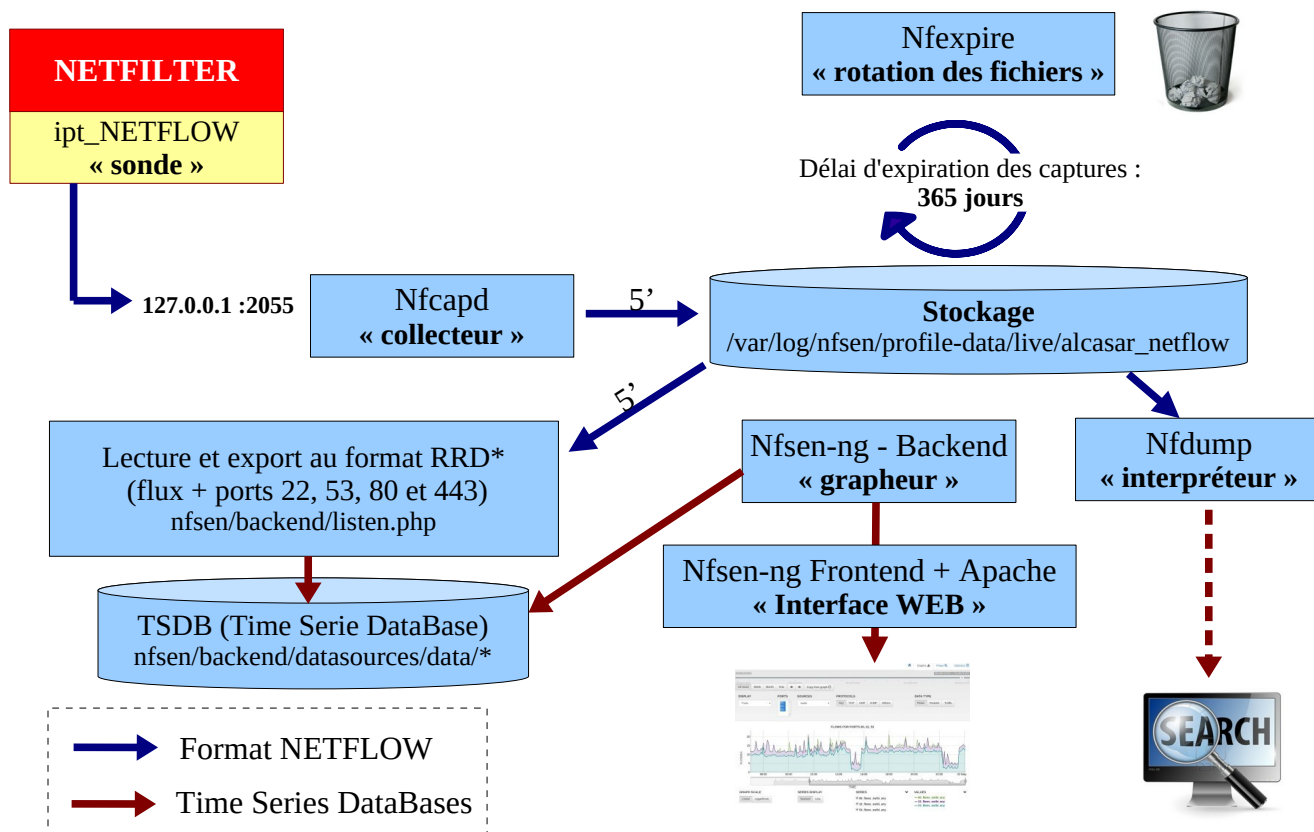 NETFILTER
ipt_NETFLOW
« sonde »
Nfexpire
« rotation des fichiers »
Délai d'expiration des captures :
365 jours
127.0.0.1 :2055
Nfcapd
« collecteur »
5’
Stockage
/var/log/nfsen/profile-data/live/alcasar_netflow
5’
Lecture et export au format RRD*
(flux + ports 22, 53, 80 et 443)
nfsen/backend/listen.php
Nfsen-ng - Backend
« grapheur »
Nfdump
« interpréteur »
Nfsen-ng Frontend + Apache
« Interface WEB »
TSDB (Time Serie DataBase)
nfsen/backend/datasources/data/*
SEARCH
Format NETFLOW
Time Series DataBases